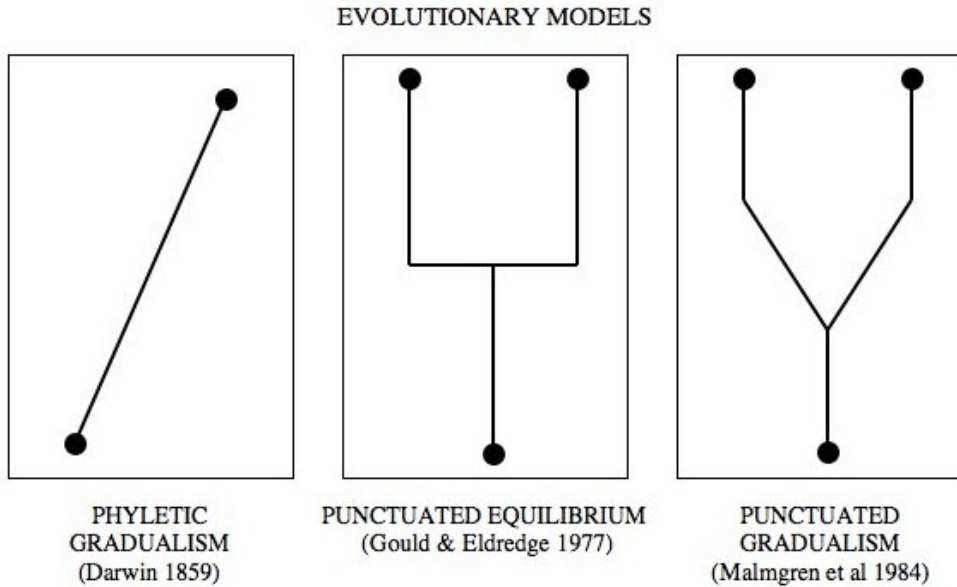 EVOLUTIONARY MODELS
PHYLETIC
GRADUALISM
(Darwin 1859)
PUNCTUATED EQUILIBRIUM
(Gould & Eldredge 1977)
PUNCTUATED
GRADUALISM
(Malmgren et al 1984)